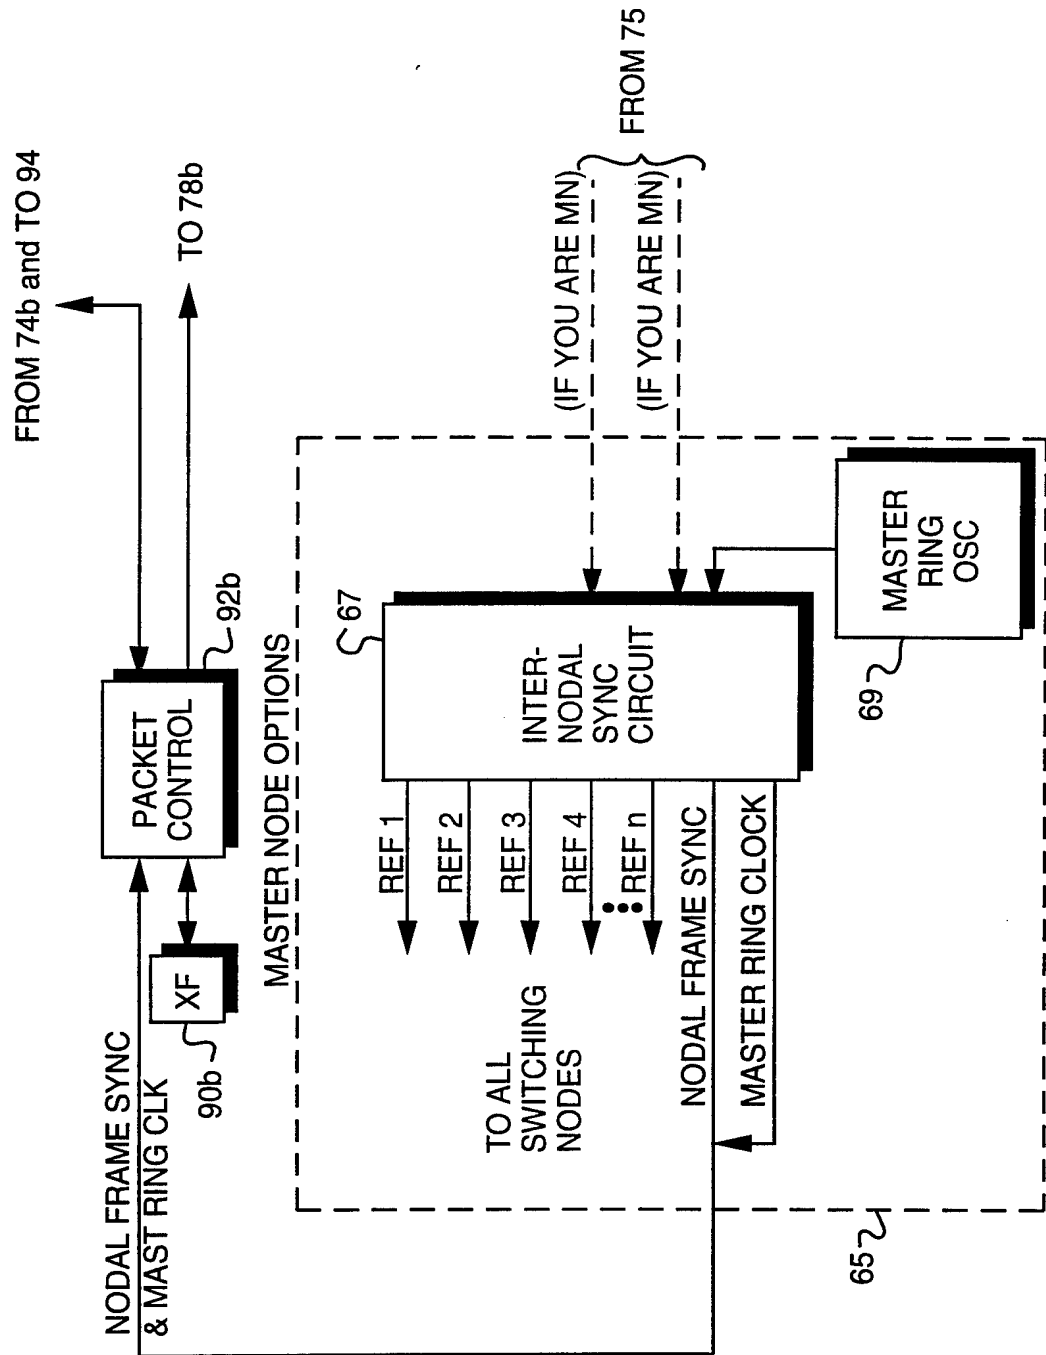 FROM 74b and TO 94
TO 78b
NODAL FRAME SYNC
& MAST RING CLK
XF
90b
PACKET
CONTROL
92b
MASTER NODE OPTIONS
67
INTER-
NODAL
SYNC
CIRCUIT
REF 1
REF 2
REF 3
REF 4
REF n
TO ALL
SWITCHING
NODES
NODAL FRAME SYNC
MASTER RING CLOCK
(IF YOU ARE MN)
(IF YOU ARE MN)
FROM 75
MASTER
RING
OSC
69
65